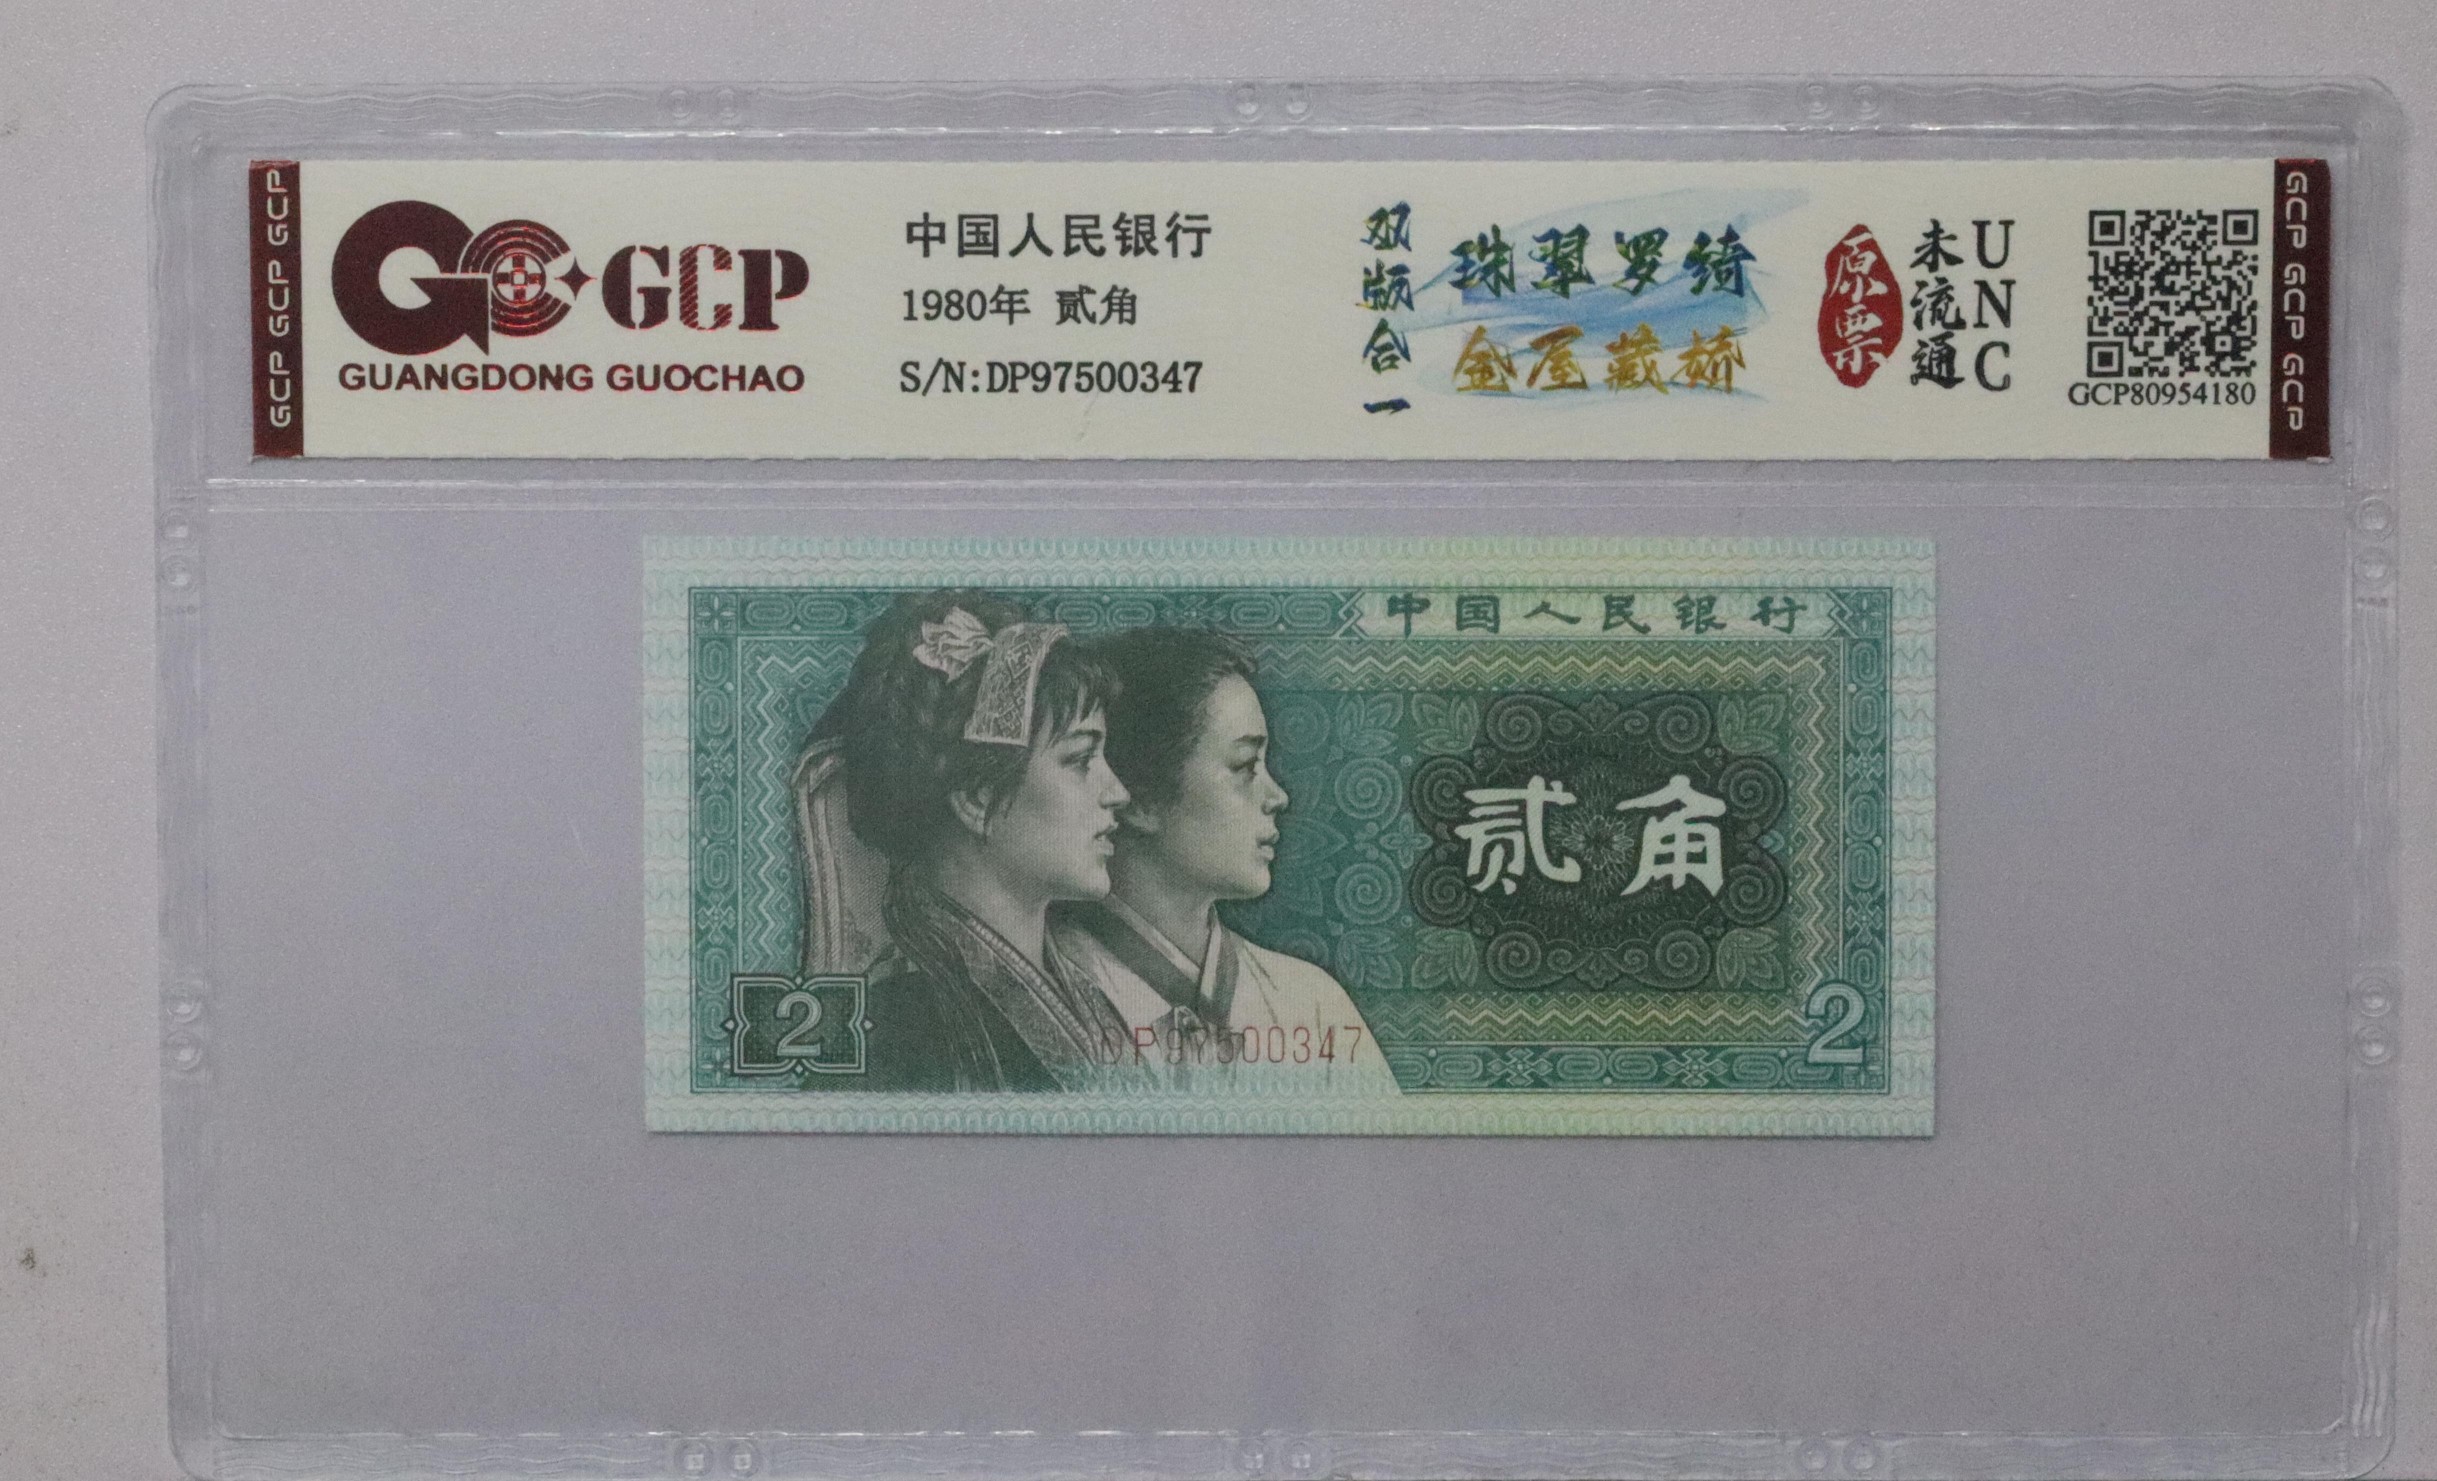 GCP GCP GCP
GCP
GUANGDONG GUOCHAO
中国人民银行
1980年 贰角
S/N:DP97500347
双版合一
珠翠罗绮
金屋藏娇
原票
未流通
UNC
GCP80954180
GCP GCP GCP
中国人民银行
贰角
2
DP97500347
2